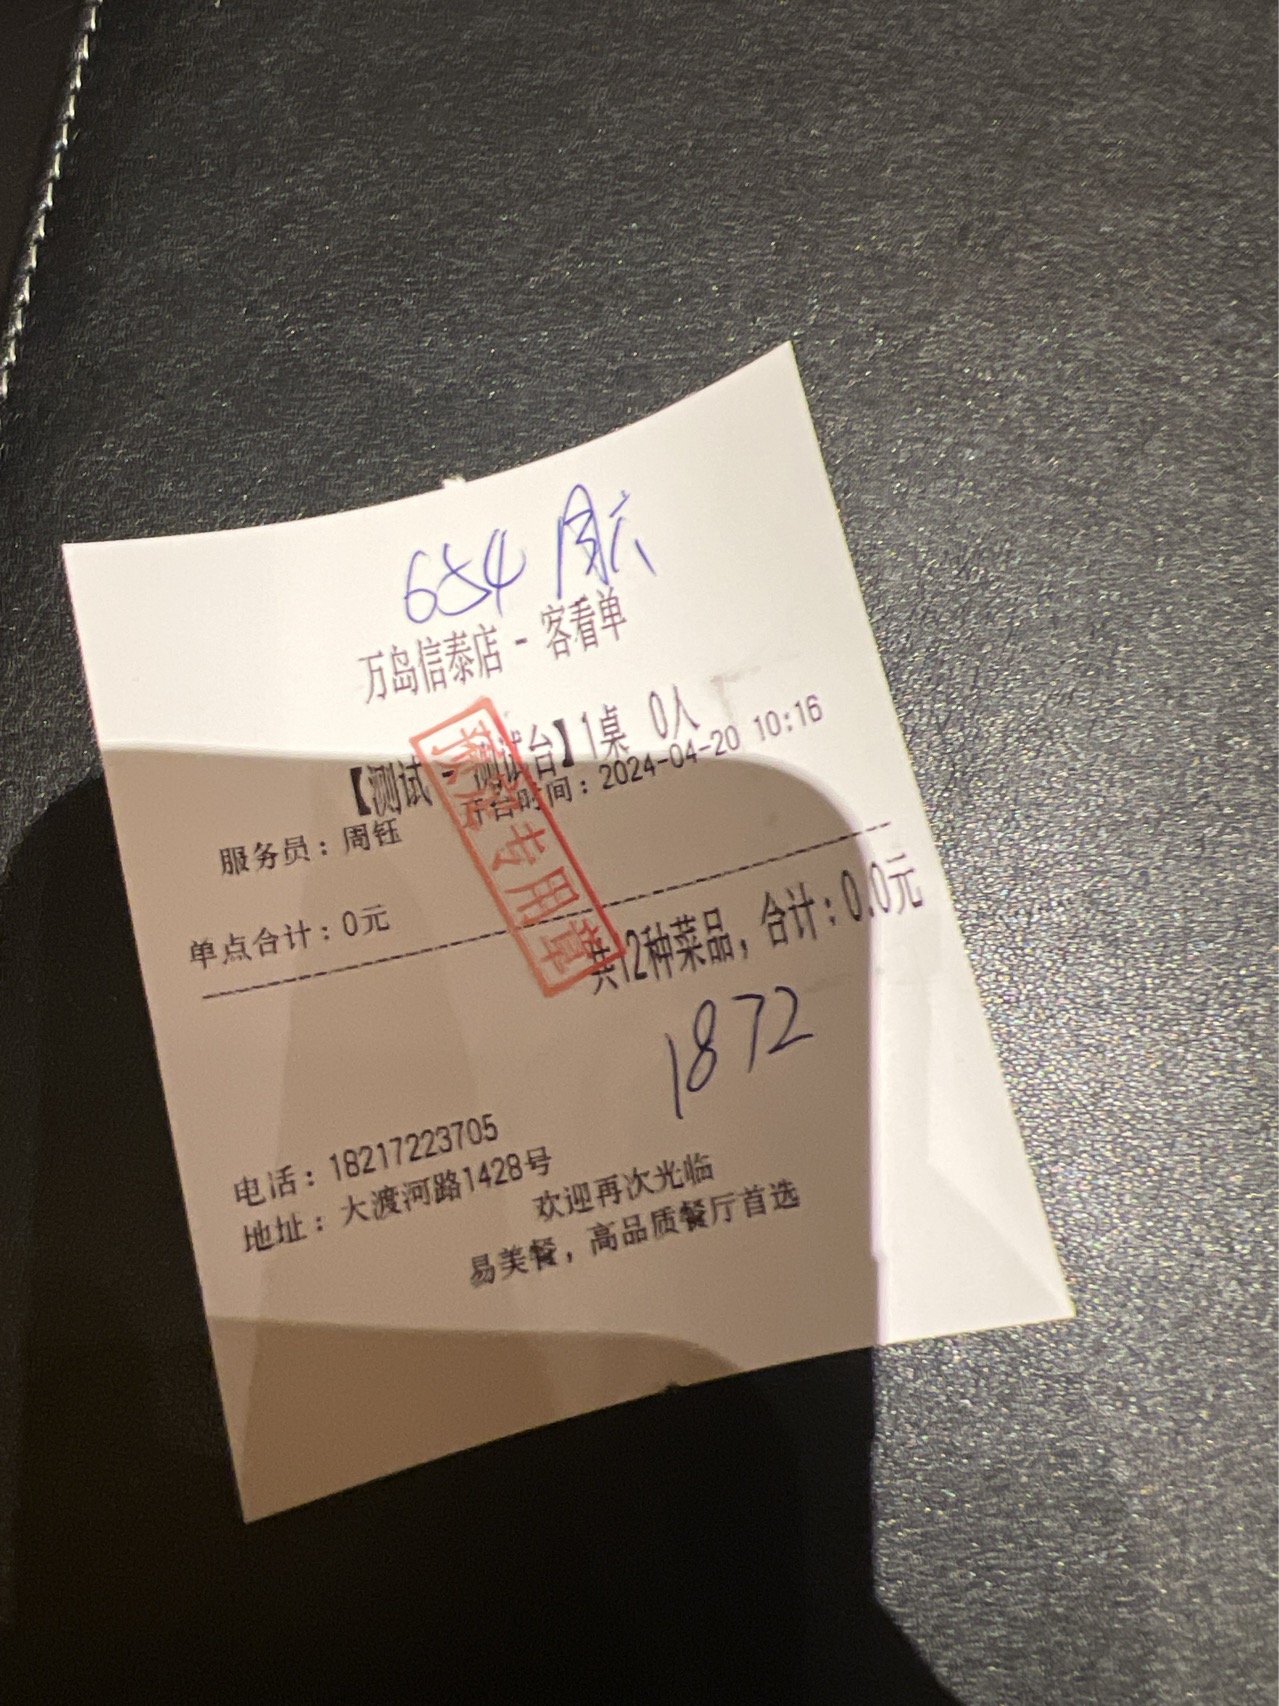 654
万岛信泰店 - 客看单
【测试 - 测试台】1桌 0人
服务员：周钰 开台时间：2024-04-20 10:16
单点合计：0元
共12种菜品，合计：0.0元
专用章
1872
电话：18217223705
地址：大渡河路1428号
欢迎再次光临
易美餐，高品质餐厅首选